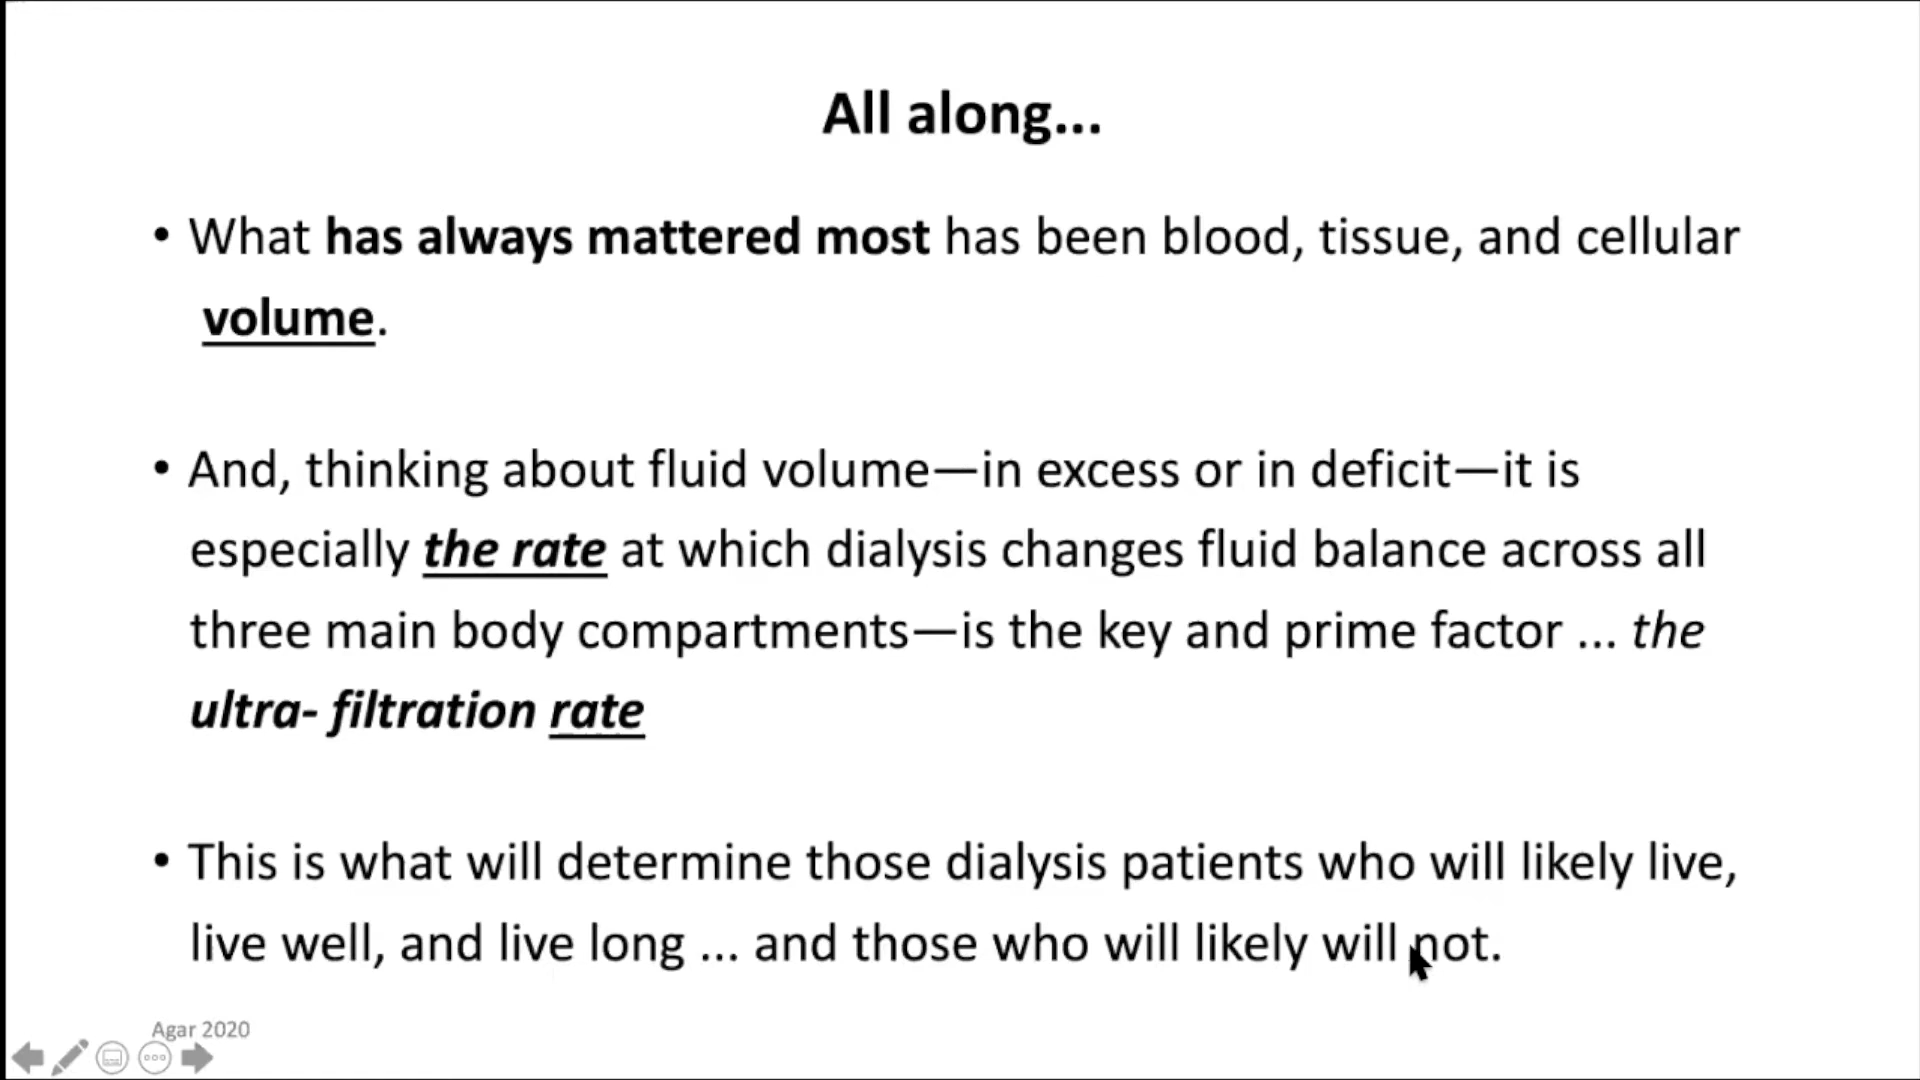 All along...
• What has always mattered most has been blood, tissue, and cellular
volume.
• And, thinking about fluid volume—in excess or in deficit—it is
especially the rate at which dialysis changes fluid balance across all
three main body compartments—is the key and prime factor ... the
ultra- filtration rate
• This is what will determine those dialysis patients who will likely live,
live well, and live long ... and those who will likely will not.
Agar 2020